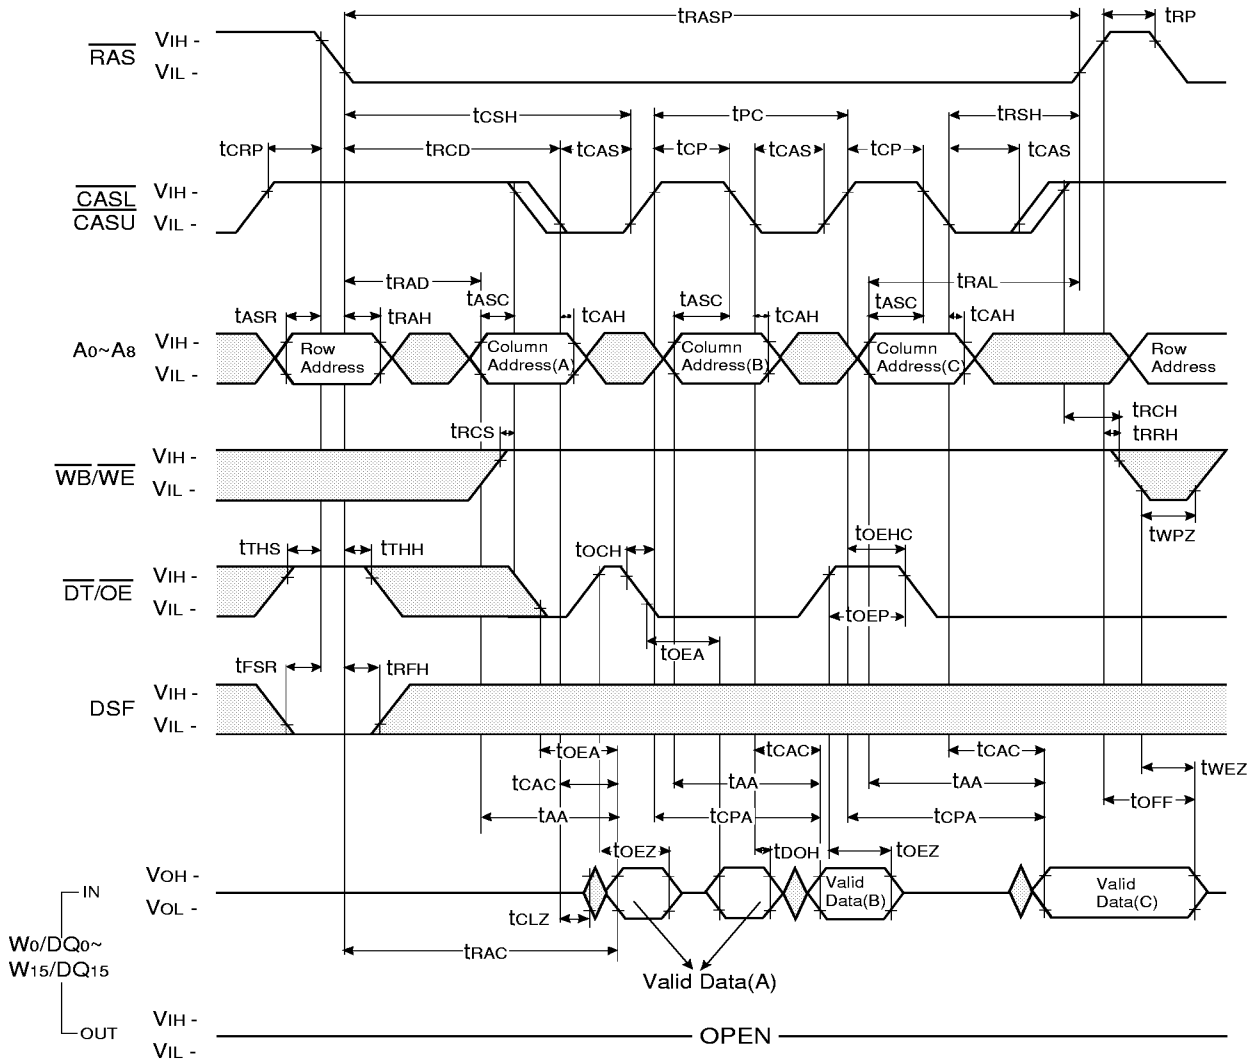 tRASP
tRP
RAS
VIH -
VIL -
tCSH
tPC
tRSH
tCRP
tRCD
tCAS
tCP
tCAS
tCP
tCAS
CASL
CASU
VIH -
VIL -
tRAD
tRAL
tASR
tRAH
tASC
tCAH
tASC
tCAH
tASC
tCAH
A0~A8
VIH -
VIL -
Row
Address
Column
Address(A)
Column
Address(B)
Column
Address(C)
Row
Address
tRCH
tRCS
tRRH
WB/WE
VIH -
VIL -
tWPZ
tTHS
tTHH
tOCH
tOEHC
DT/OE
VIH -
VIL -
tOEP
tOEA
tFSR
tRFH
DSF
VIH -
VIL -
tOEA
tCAC
tCAC
tWEZ
tCAC
tAA
tAA
tOFF
tAA
tCPA
tCPA
tOEZ
tDOH
tOEZ
VOH -
VOL -
IN
Valid
Data(B)
Valid
Data(C)
tCLZ
W0/DQ0~
W15/DQ15
tRAC
Valid Data(A)
OUT
VIH -
VIL -
OPEN